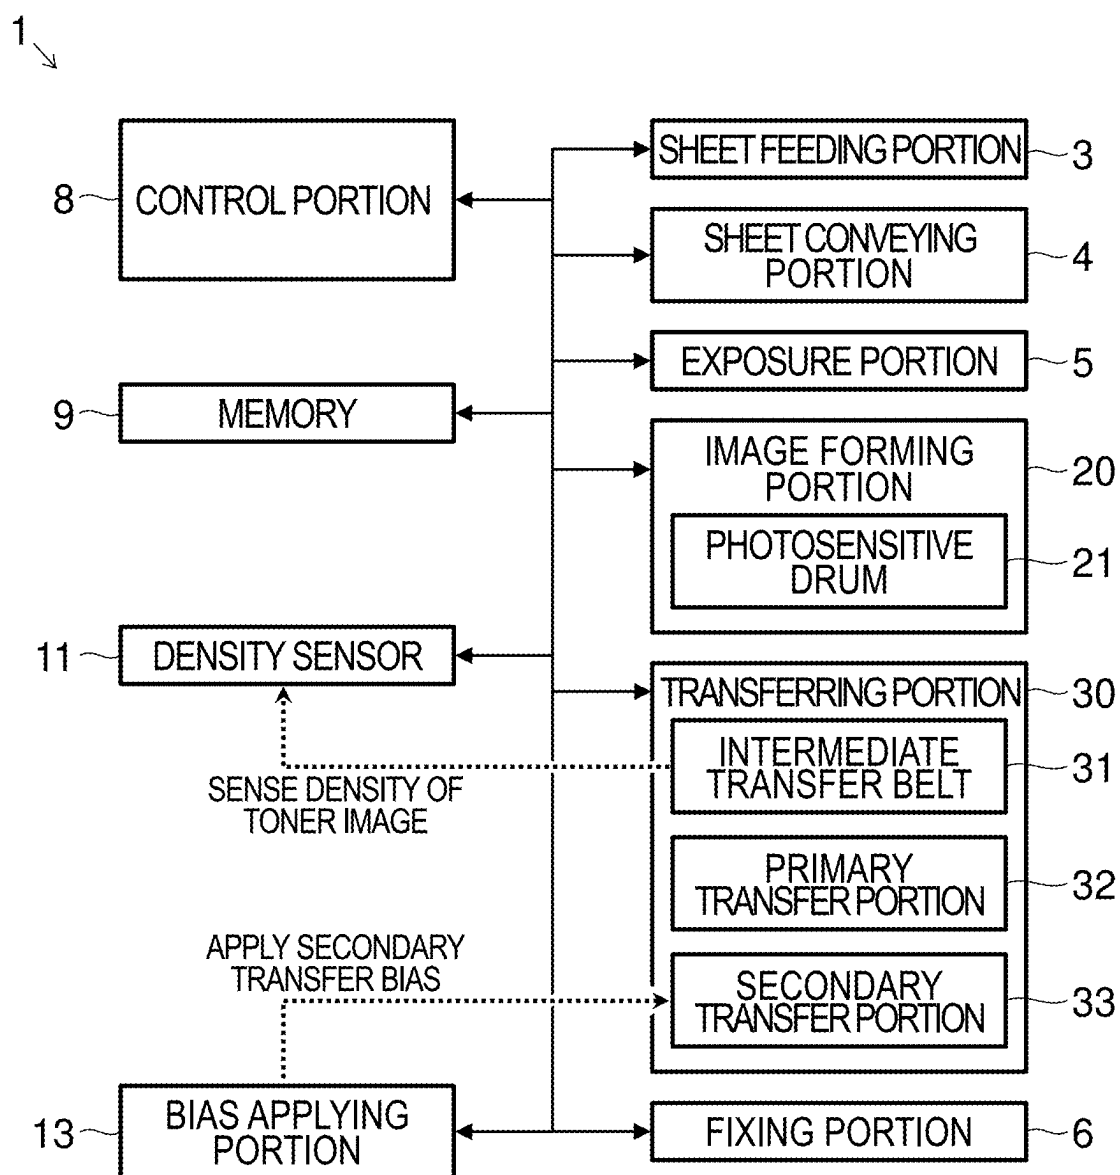 1
8
CONTROL PORTION
9
MEMORY
11
DENSITY SENSOR
SENSE DENSITY OF
TONER IMAGE
APPLY SECONDARY
TRANSFER BIAS
13
BIAS APPLYING
PORTION
SHEET FEEDING PORTION
3
SHEET CONVEYING
PORTION
4
EXPOSURE PORTION
5
IMAGE FORMING
PORTION
20
PHOTOSENSITIVE
DRUM
21
TRANSFERRING PORTION
30
INTERMEDIATE
TRANSFER BELT
31
PRIMARY
TRANSFER PORTION
32
SECONDARY
TRANSFER PORTION
33
FIXING PORTION
6